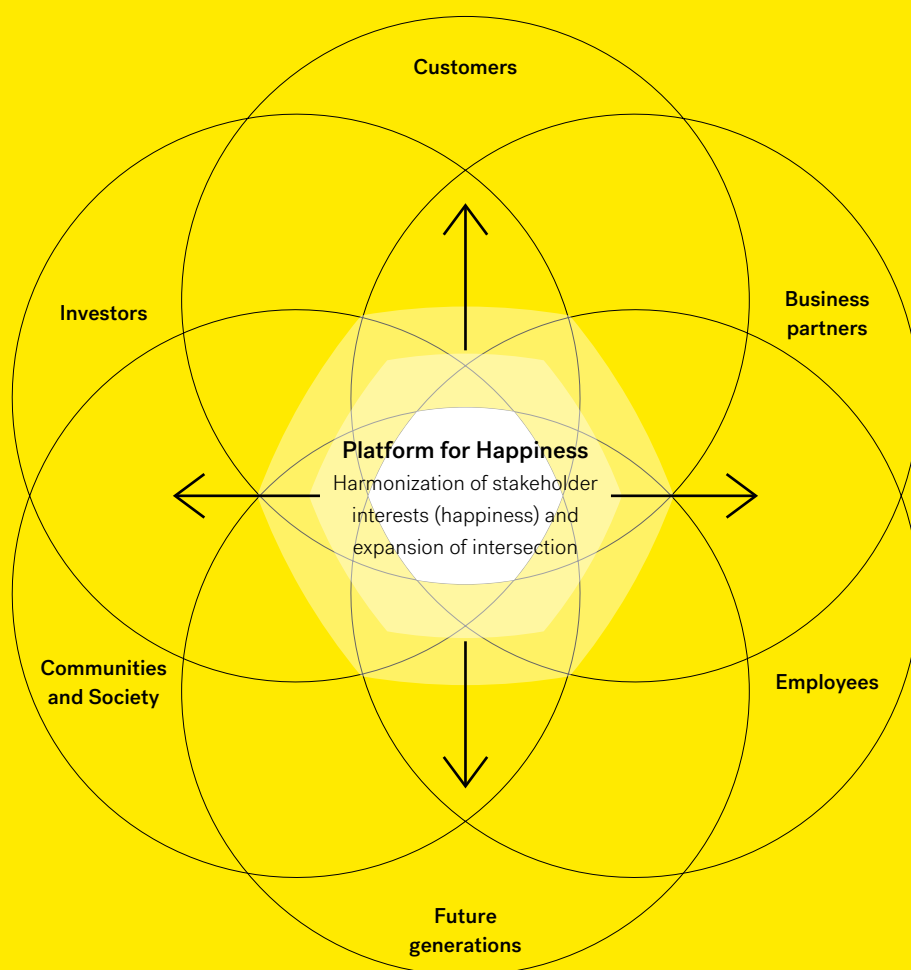 Customers
Investors
Business
partners
Platform for Happiness
Harmonization of stakeholder
interests (happiness) and
expansion of intersection
Communities
and Society
Employees
Future
generations